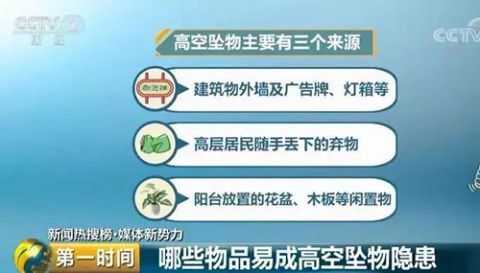 CCTV 2
CCTV
高空坠物主要有三个来源
建筑物外墙及广告牌、灯箱等
高层居民随手丢下的弃物
阳台放置的花盆、木板等闲置物
新闻热搜榜·媒体新势力
第一时间
哪些物品易成高空坠物隐患